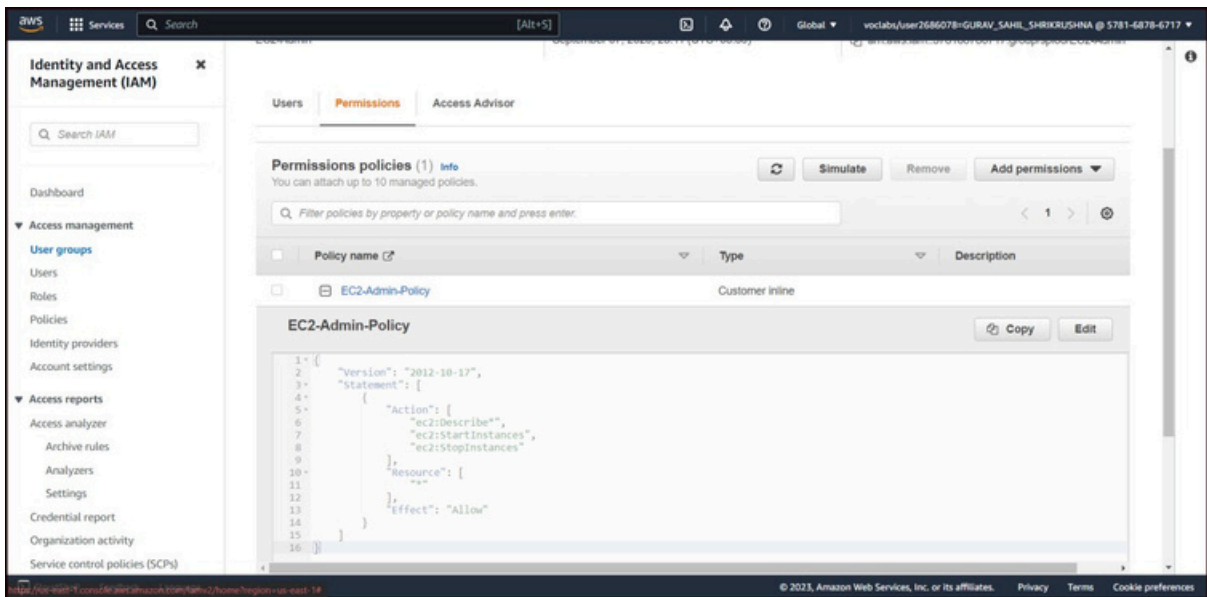 aws Services Search [Alt+S] Global voclabs/user2686078=GURAV_SAHIL_SHRIKRUSHNA @ 5781-6878-6717
Identity and Access
Management (IAM)
Search IAM
Dashboard
Access management
User groups
Users
Roles
Policies
Identity providers
Account settings
Access reports
Access analyzer
Archive rules
Analyzers
Settings
Credential report
Organization activity
Service control policies (SCPs)
Users Permissions Access Advisor
Permissions policies (1) Info
You can attach up to 10 managed policies.
Simulate Remove Add permissions
Filter policies by property or policy name and press enter.
1
Policy name Type Description
EC2-Admin-Policy Customer inline
EC2-Admin-Policy Copy Edit
1 {
2 "Version": "2012-10-17",
3 "Statement": [
4 {
5 "Action": [
6 "ec2:Describe*",
7 "ec2:StartInstances",
8 "ec2:StopInstances"
9 ],
10 "Resource": [
11 "*"
12 ],
13 "Effect": "Allow"
14 }
15 ]
16 }
© 2023, Amazon Web Services, Inc. or its affiliates. Privacy Terms Cookie preferences